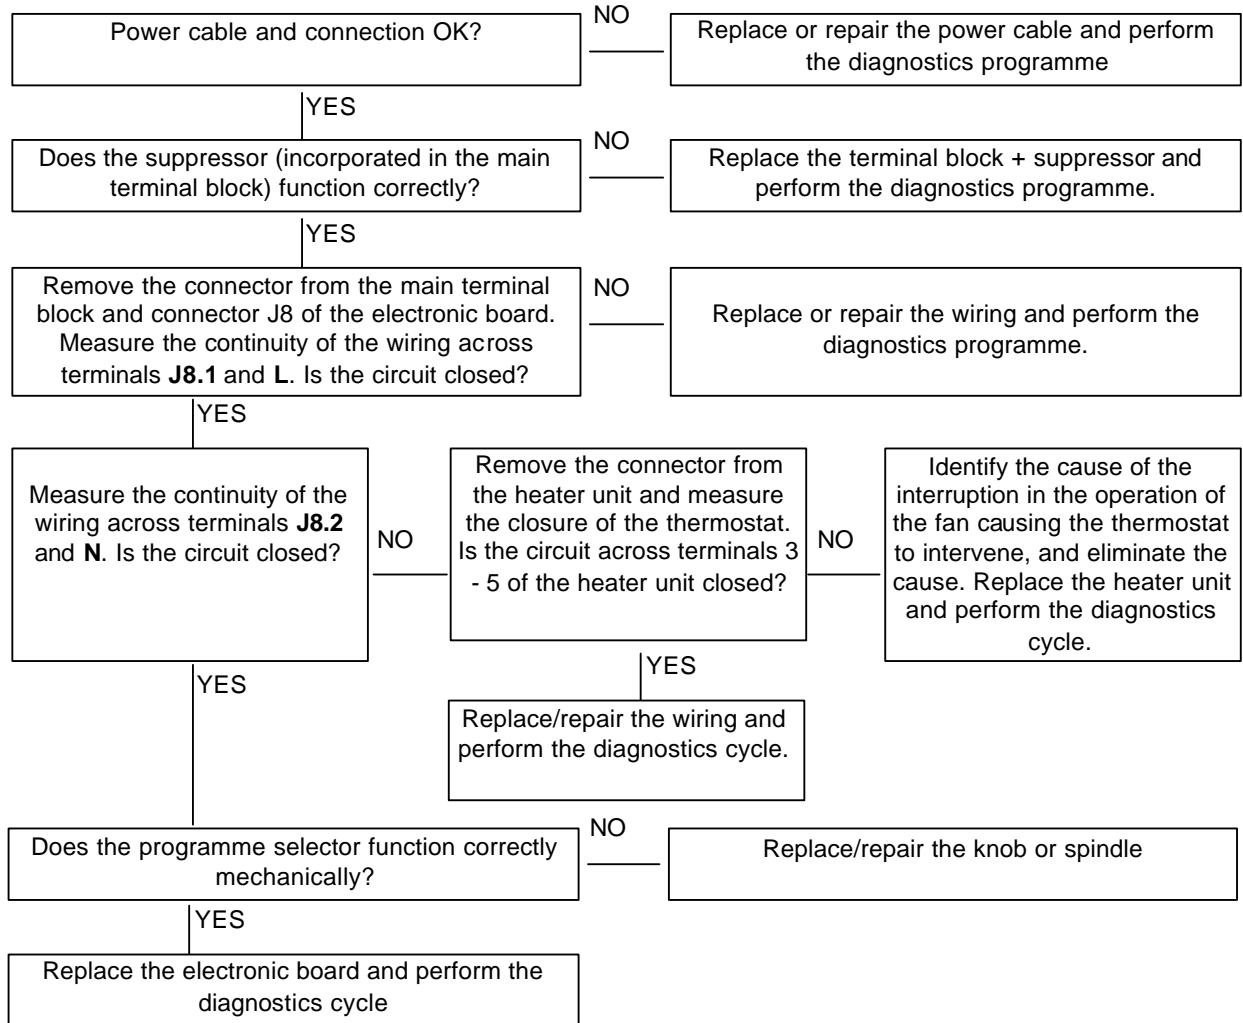 Power cable and connection OK?
NO
Replace or repair the power cable and perform
the diagnostics programme
YES
Does the suppressor (incorporated in the main
terminal block) function correctly?
NO
Replace the terminal block + suppressor and
perform the diagnostics programme.
YES
Remove the connector from the main terminal
block and connector J8 of the electronic board.
Measure the continuity of the wiring across
terminals J8.1 and L. Is the circuit closed?
NO
Replace or repair the wiring and perform the
diagnostics programme.
YES
Measure the continuity of the
wiring across terminals J8.2
and N. Is the circuit closed?
NO
Remove the connector from
the heater unit and measure
the closure of the thermostat.
Is the circuit across terminals 3
- 5 of the heater unit closed?
NO
Identify the cause of the
interruption in the operation of
the fan causing the thermostat
to intervene, and eliminate the
cause. Replace the heater unit
and perform the diagnostics
cycle.
YES
Replace/repair the wiring and
perform the diagnostics cycle.
YES
Does the programme selector function correctly
mechanically?
NO
Replace/repair the knob or spindle
YES
Replace the electronic board and perform the
diagnostics cycle